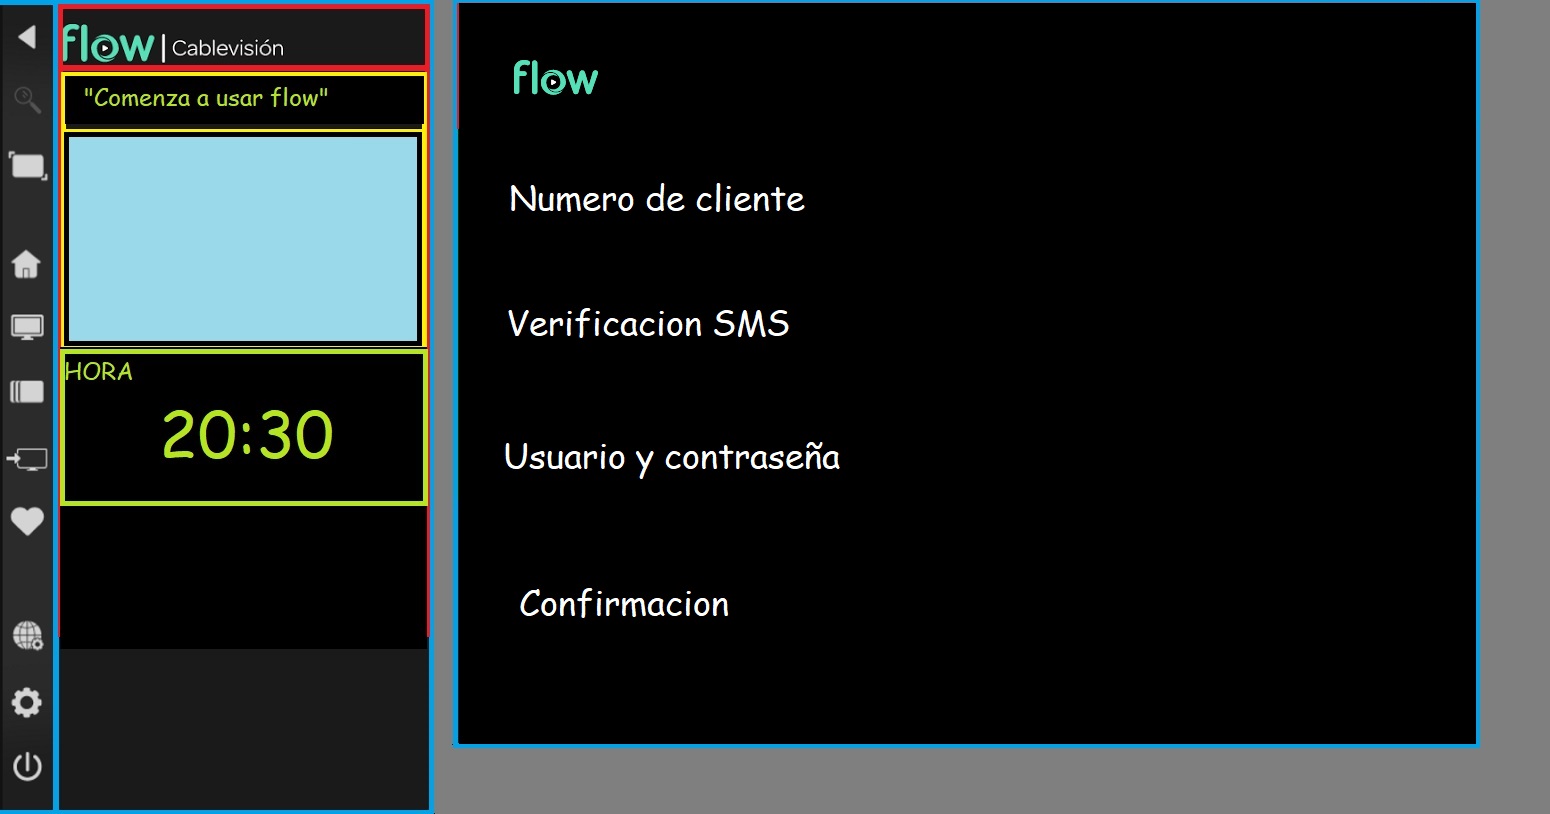 flow | Cablevisión
"Comenza a usar flow"
HORA
20:30
flow
Numero de cliente
Verificacion SMS
Usuario y contraseña
Confirmacion